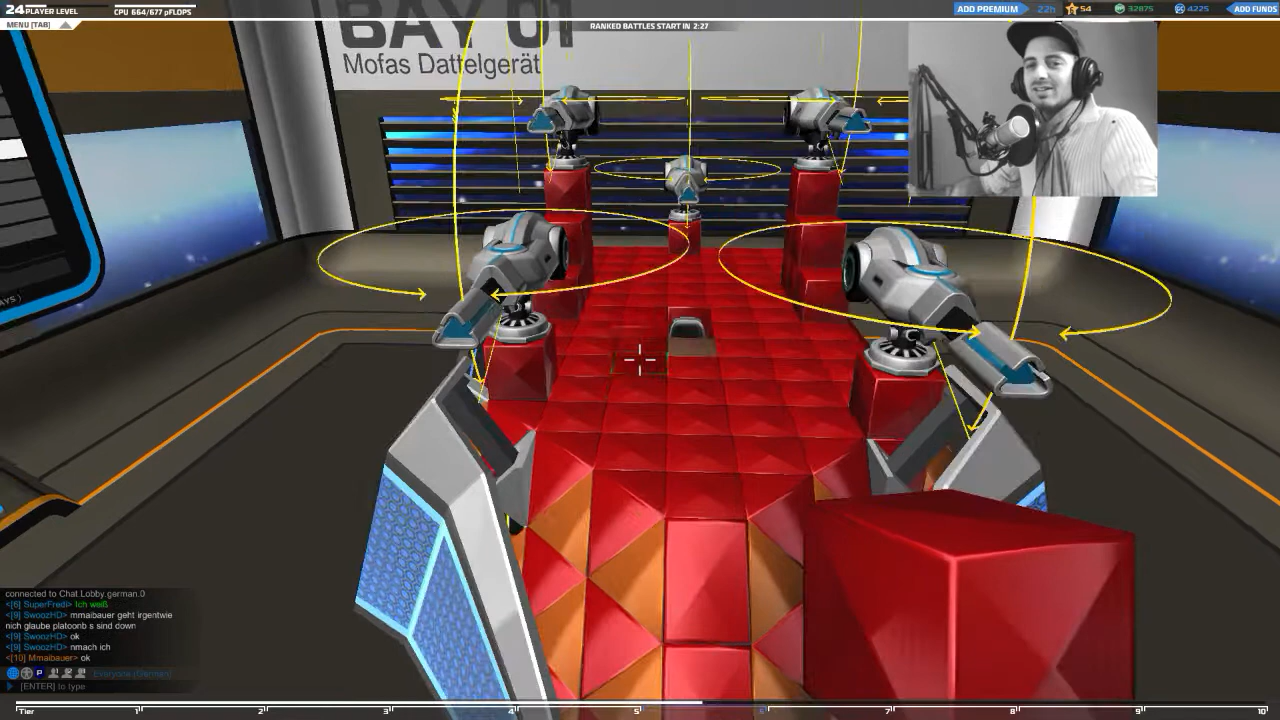 24 PLAYER LEVEL
CPU 664/677 pFLOPS
ADD PREMIUM
22h
54
32875
4225
ADD FUNDS
MENU [TAB]
RANKED BATTLES START IN 2:27
BAY 01
Mofas Dattelgerät
connected to Chat.Lobby.german.0
<[6] SuperFredi> Ich weiß
<[9] SwoozHD> mmaibauer geht irgentwie
nich glaube platoonb s sind down
<[9] SwoozHD> ok
<[9] SwoozHD> nmach ich
<[10] Mmaibauer> ok
Everyone (German)
[ENTER] to type
Tier 1 2 3 4 5 6 7 8 9 10